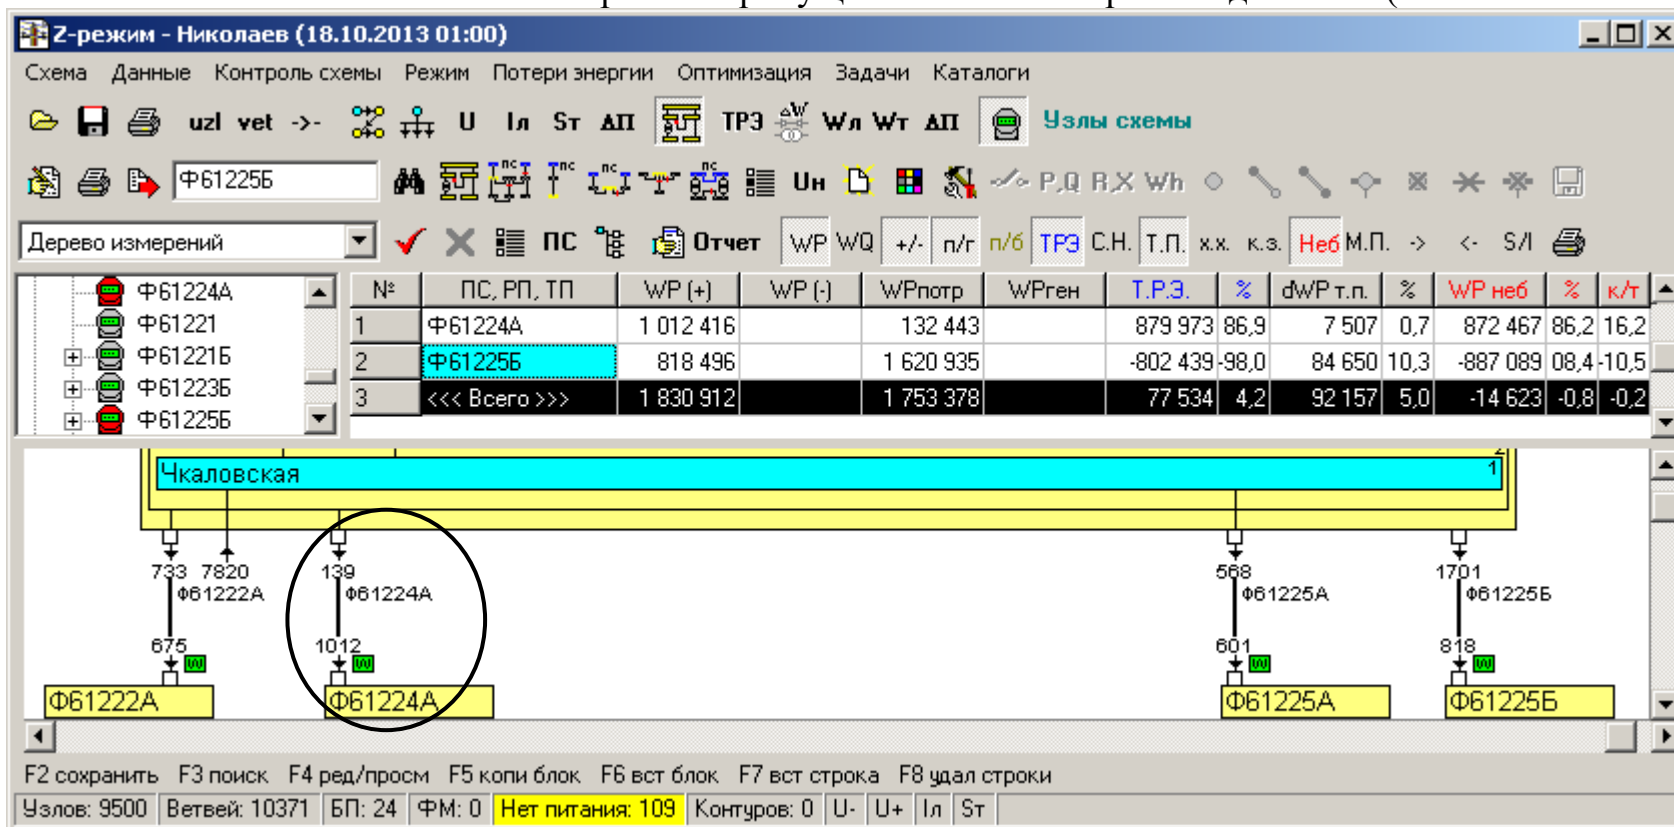 Z-режим - Николаев (18.10.2013 01:00)
Схема Данные Контроль схемы Режим Потери энергии Оптимизация Задачи Каталоги
uzl vet ->- U Iл Sт ΔП ТРЭ ΔW Wл Wт ΔП Узлы схемы
Ф61225Б пс пс пс пс Uн P,Q R,X Wh
Дерево измерений ПС Отчет WP WQ +/- п/г п/б ТРЭ С.Н. Т.П. х.х. к.з. Неб М.П. -> <- S/I
Ф61224А
Ф61221
Ф61221Б
Ф61223Б
Ф61225Б
№ ПС, РП, ТП WP (+) WP (-) WPпотр WPген Т.Р.Э. % dWP т.п. % WP неб % к/т
1 Ф61224А 1 012 416 132 443 879 973 86,9 7 507 0,7 872 467 86,2 16,2
2 Ф61225Б 818 496 1 620 935 -802 439 -98,0 84 650 10,3 -887 089 08,4 -10,5
3 <<< Всего >>> 1 830 912 1 753 378 77 534 4,2 92 157 5,0 -14 623 -0,8 -0,2
2
Чкаловская 1
733 7820 139 568 1701
Ф61222А Ф61224А Ф61225А Ф61225Б
675 1012 601 818
W W W W
Ф61222А Ф61224А Ф61225А Ф61225Б
F2 сохранить F3 поиск F4 ред/просм F5 копи блок F6 вст блок F7 вст строка F8 удал строки
Узлов: 9500 Ветвей: 10371 БП: 24 ФМ: 0 Нет питания: 109 Контуров: 0 U- U+ Iл Sт